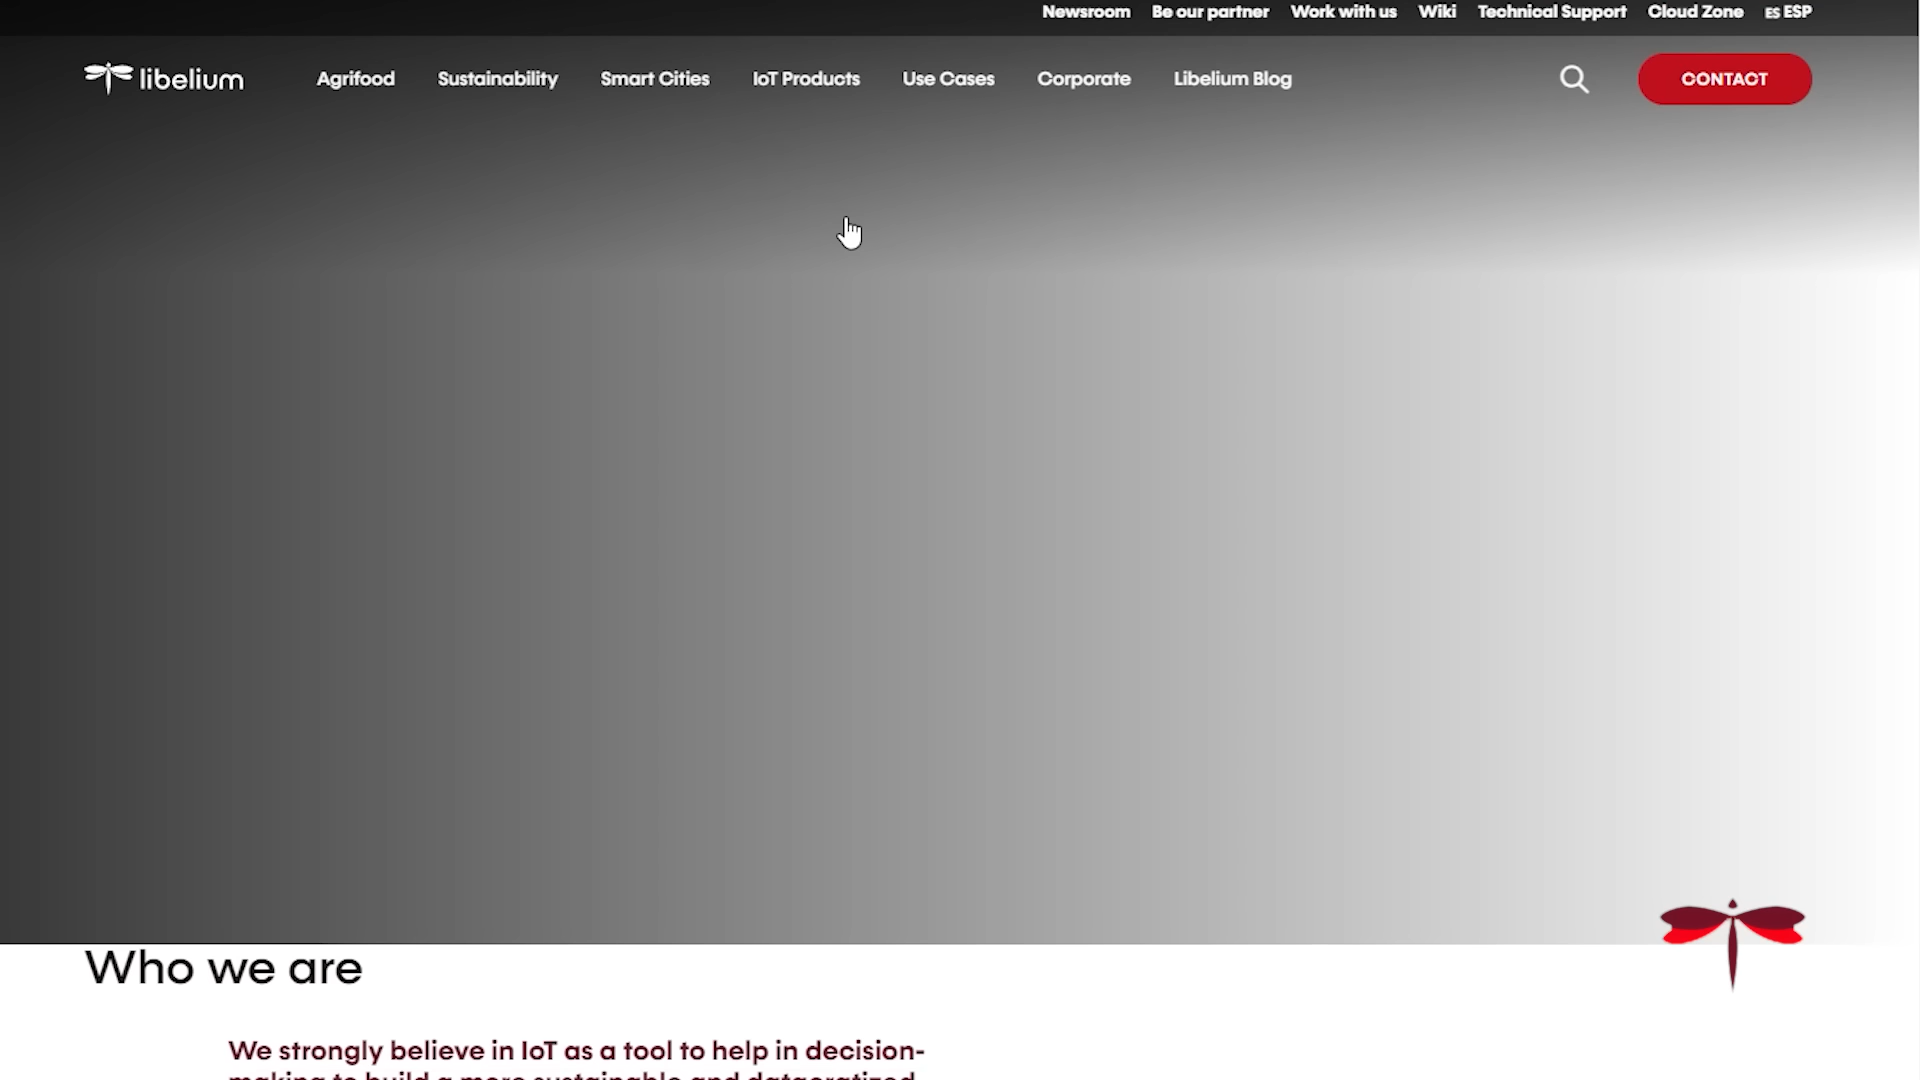 Newsroom Be our partner Work with us Wiki Technical Support Cloud Zone ES ESP
libelium Agrifood Sustainability Smart Cities IoT Products Use Cases Corporate Libelium Blog CONTACT
Who we are
We strongly believe in IoT as a tool to help in decision-
making to build a more sustainable and datacratized